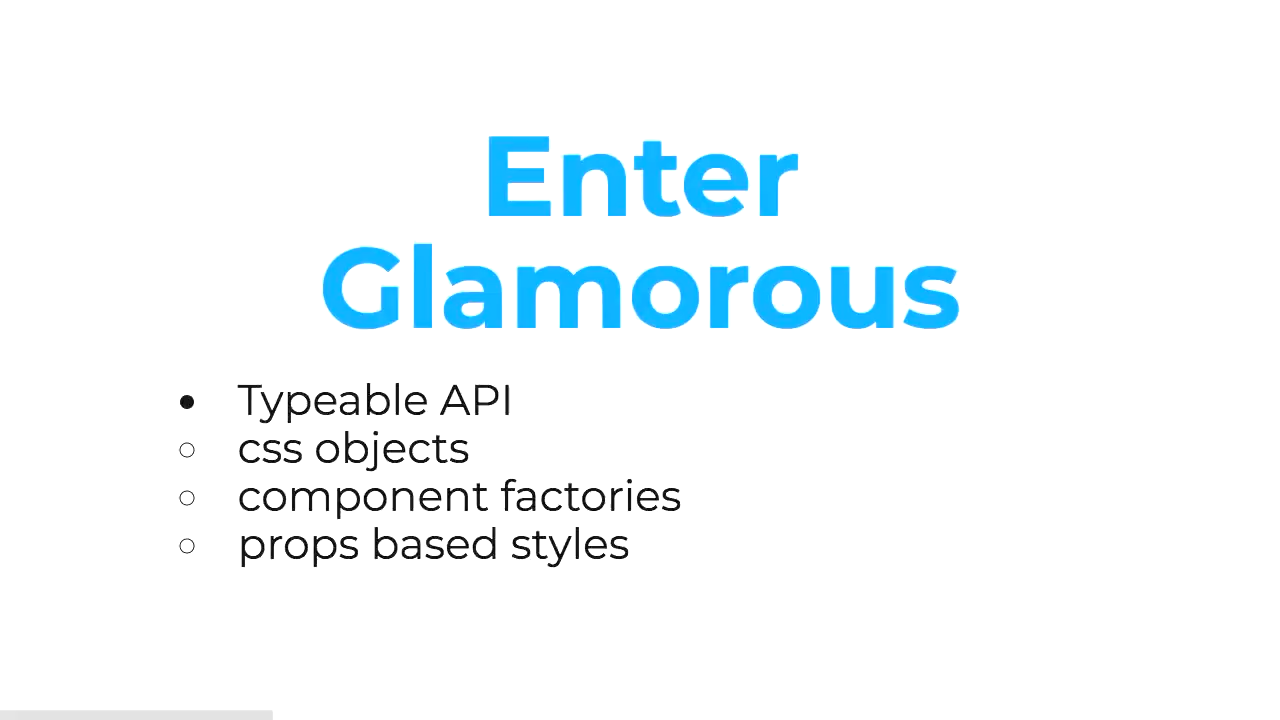 Enter
Glamorous
Typeable API
css objects
component factories
props based styles